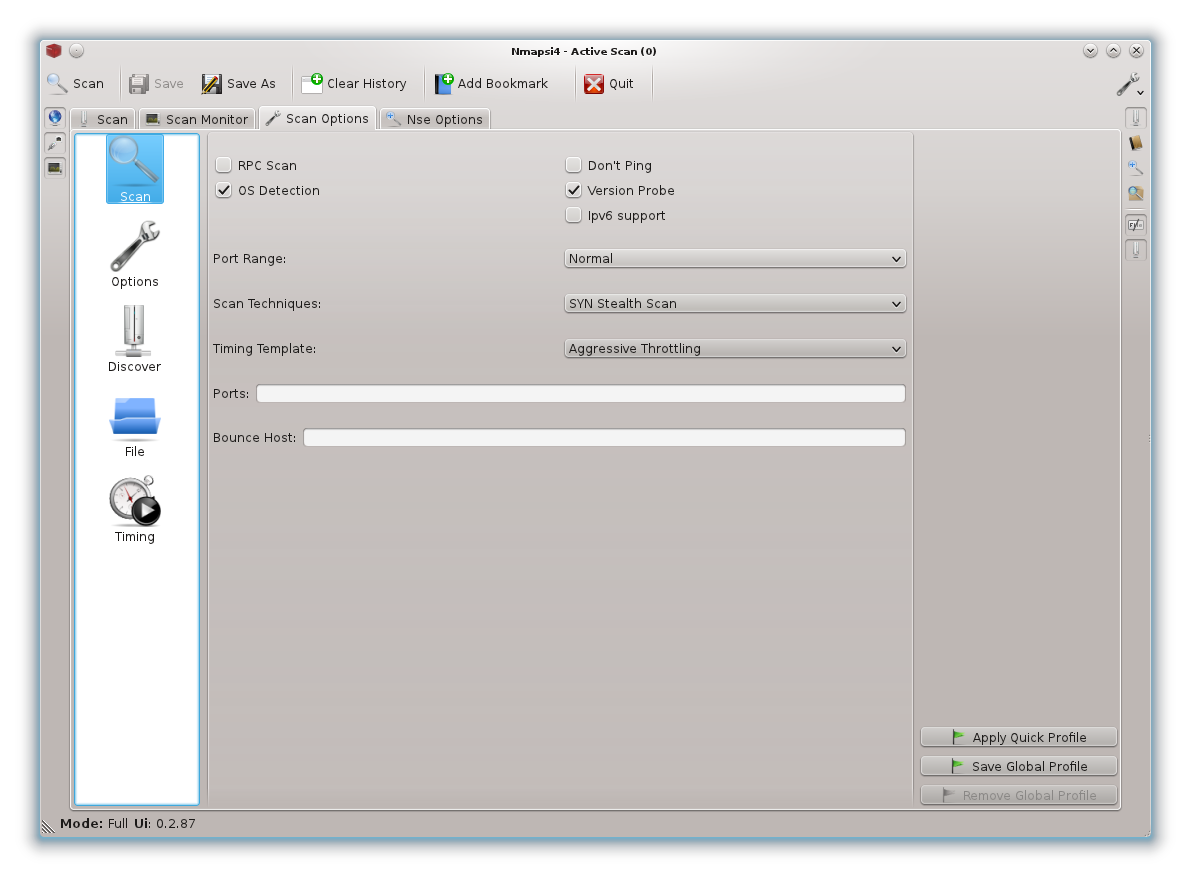 Nmapsi4 - Active Scan (0)
Scan Save Save As Clear History Add Bookmark Quit
Scan Scan Monitor Scan Options Nse Options
Scan
Options
Discover
File
Timing
RPC Scan Don't Ping
OS Detection Version Probe
Ipv6 support
Port Range: Normal
Scan Techniques: SYN Stealth Scan
Timing Template: Aggressive Throttling
Ports:
Bounce Host:
Apply Quick Profile
Save Global Profile
Remove Global Profile
Mode: Full Ui: 0.2.87